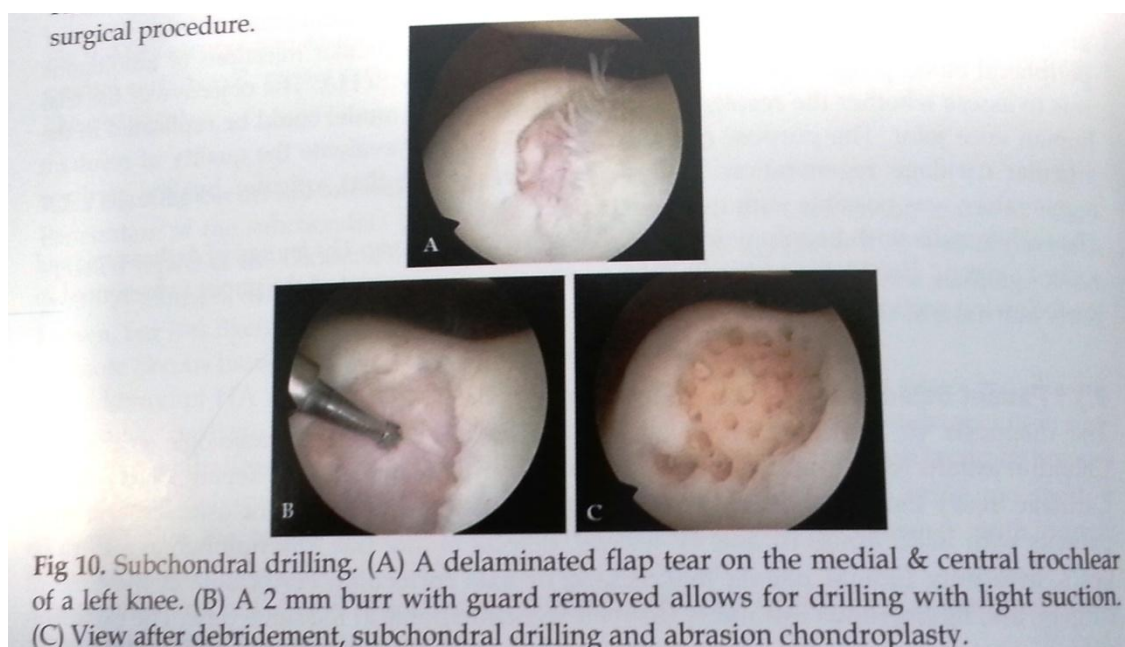 surgical procedure.
A
B
C
Fig 10. Subchondral drilling. (A) A delaminated flap tear on the medial & central trochlear
of a left knee. (B) A 2 mm burr with guard removed allows for drilling with light suction.
(C) View after debridement, subchondral drilling and abrasion chondroplasty.